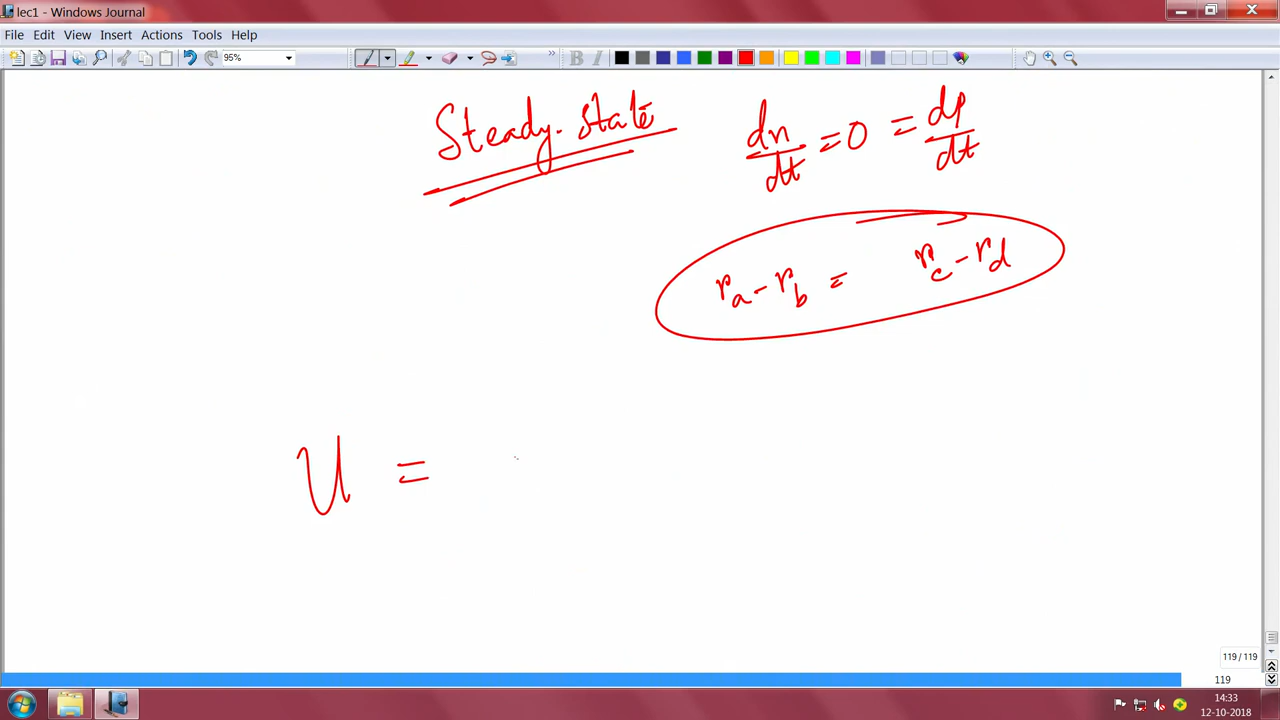 lec1 - Windows Journal
File Edit View Insert Actions Tools Help
95%
Steady-state dn/dt = 0 = dp/dt
r_a - r_b = r_c - r_d
U =
119 / 119
119
14:33
12-10-2018